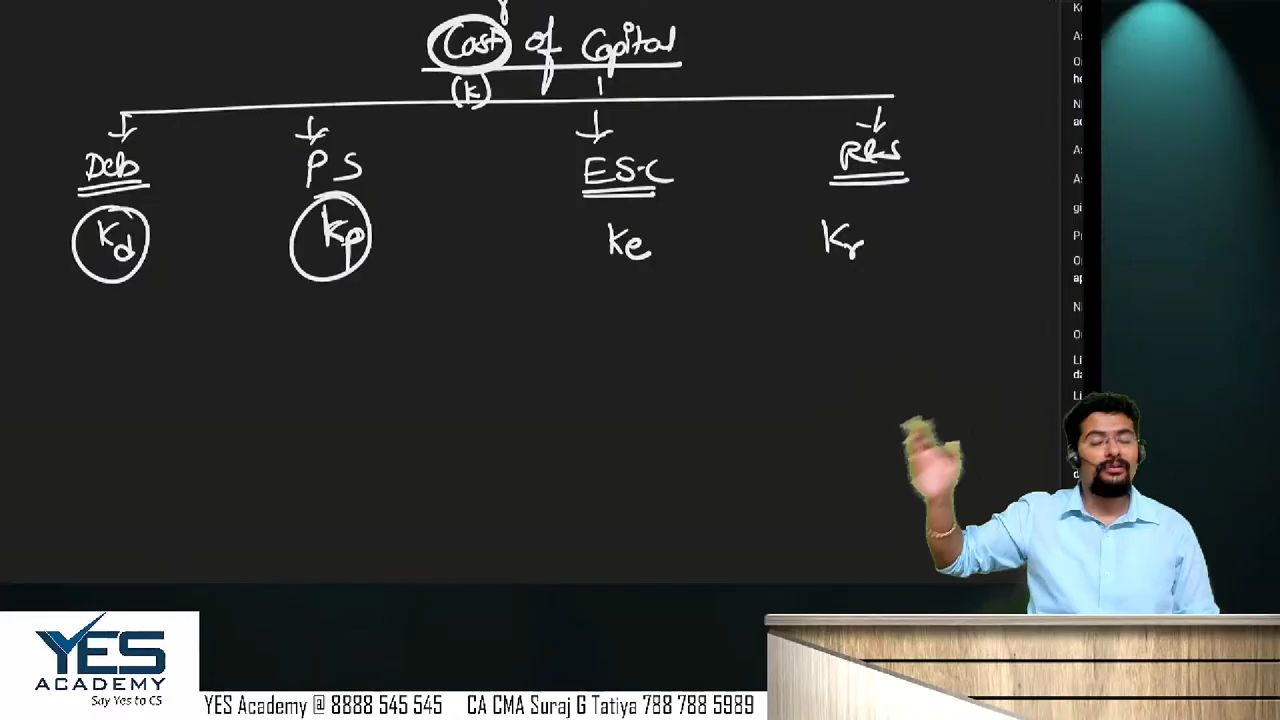 Cost of Capital
(K)
Deb PS ES-C R&S
Kd Kp Ke Kr
YES
ACADEMY
Say Yes to CS
YES Academy @ 8888 545 545 CA CMA Suraj G Tatiya 788 788 5989